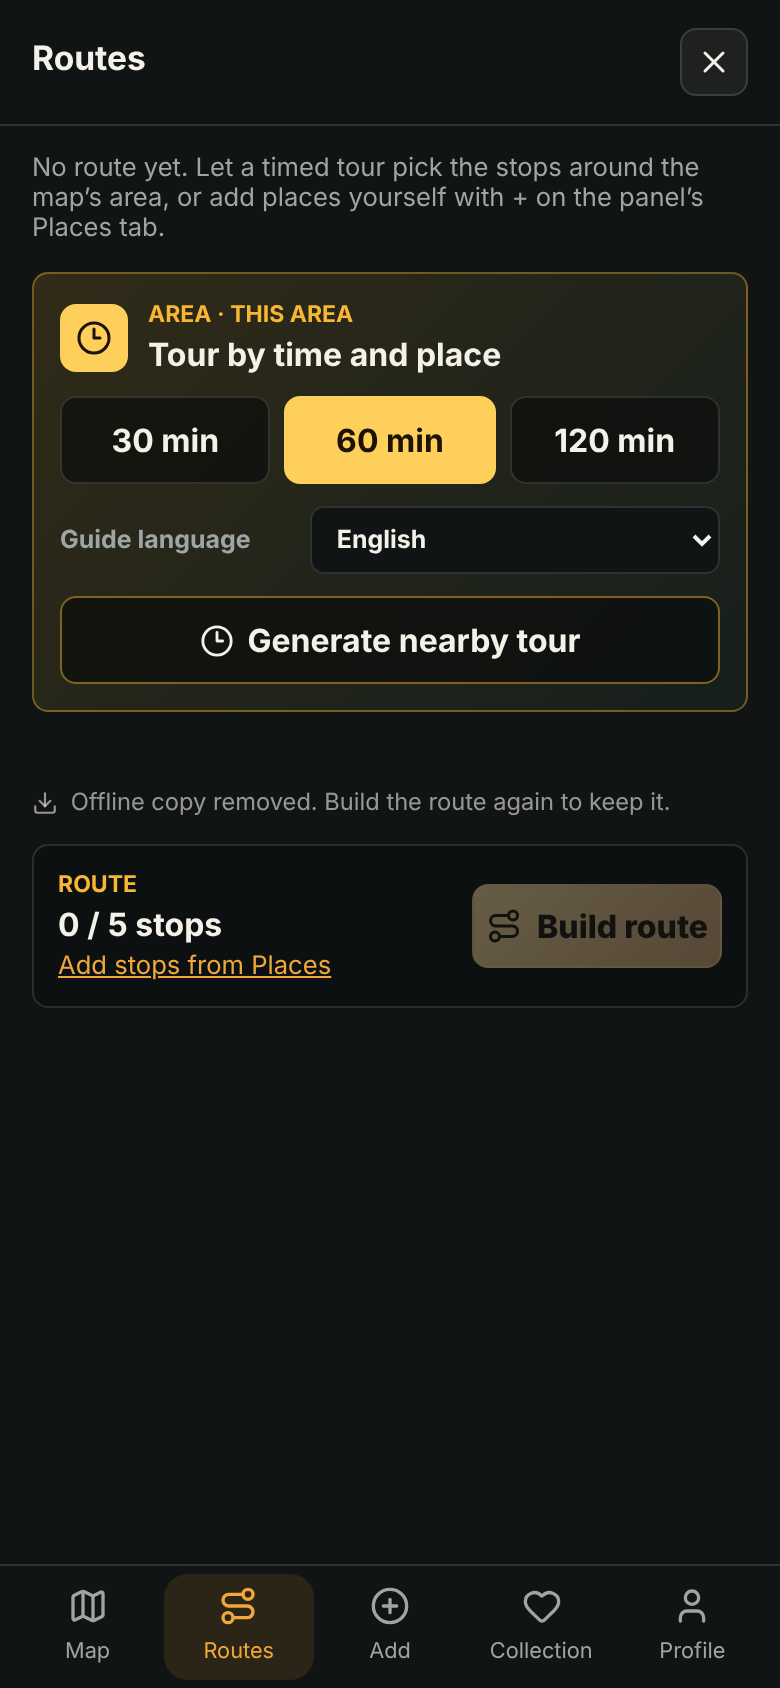 Routes
No route yet. Let a timed tour pick the stops around the
map’s area, or add places yourself with + on the panel’s
Places tab.
AREA · THIS AREA
Tour by time and place
30 min
60 min
120 min
Guide language
English
Generate nearby tour
Offline copy removed. Build the route again to keep it.
ROUTE
0 / 5 stops
Add stops from Places
Build route
Map
Routes
Add
Collection
Profile